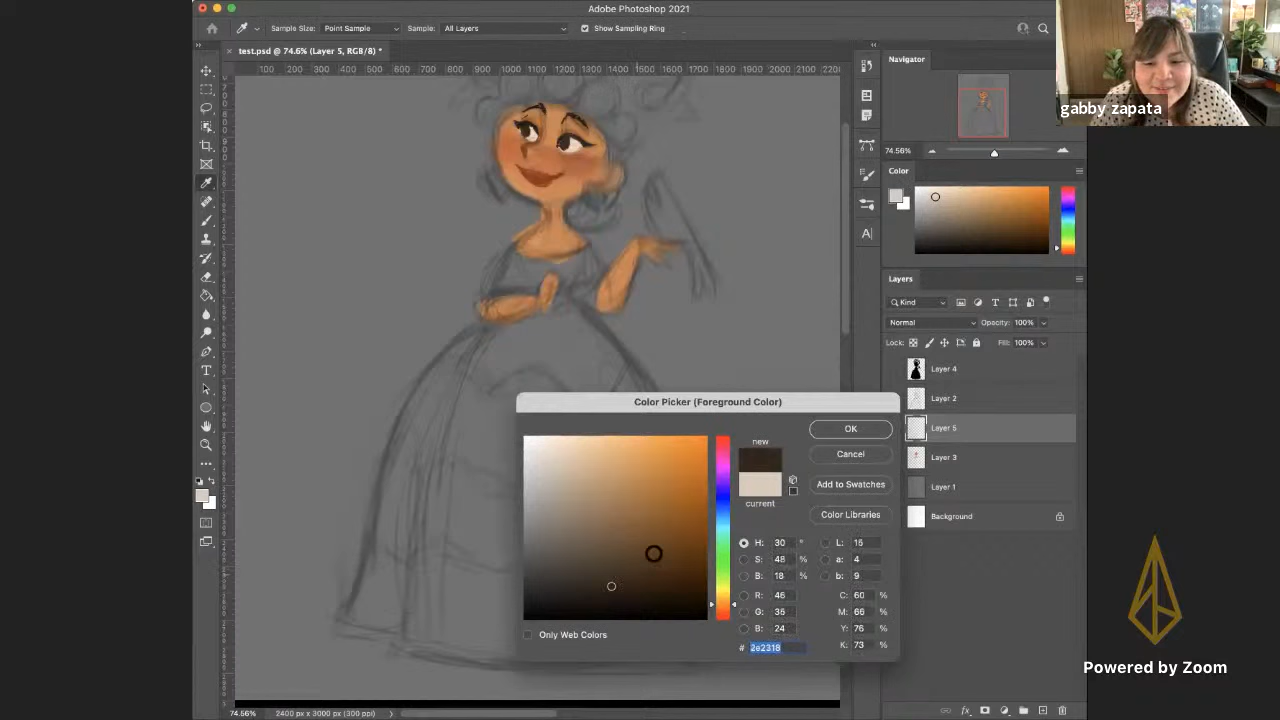 Adobe Photoshop 2021
Sample Size: Point Sample Sample: All Layers Show Sampling Ring
test.psd @ 74.6% (Layer 5, RGB/8) *
100 200 300 400 500 600 700 800 900 1000 1100 1200 1300 1400 1500 1600 1700 1800 1900 2000 2100 220
gabby zapata
Navigator
74.56%
Color
Layers
Kind
Normal Opacity: 100%
Lock: Fill: 100%
Layer 4
Layer 2
Layer 5
Layer 3
Layer 1
Background
Color Picker (Foreground Color)
new
current
OK
Cancel
Add to Swatches
Color Libraries
H: 30 ° L: 15
S: 48 % a: 4
B: 18 % b: 9
R: 46 C: 60 %
G: 35 M: 66 %
B: 24 Y: 76 %
# 2e2318 K: 73 %
Only Web Colors
74.56% 2400 px x 3000 px (300 ppi)
Powered by Zoom